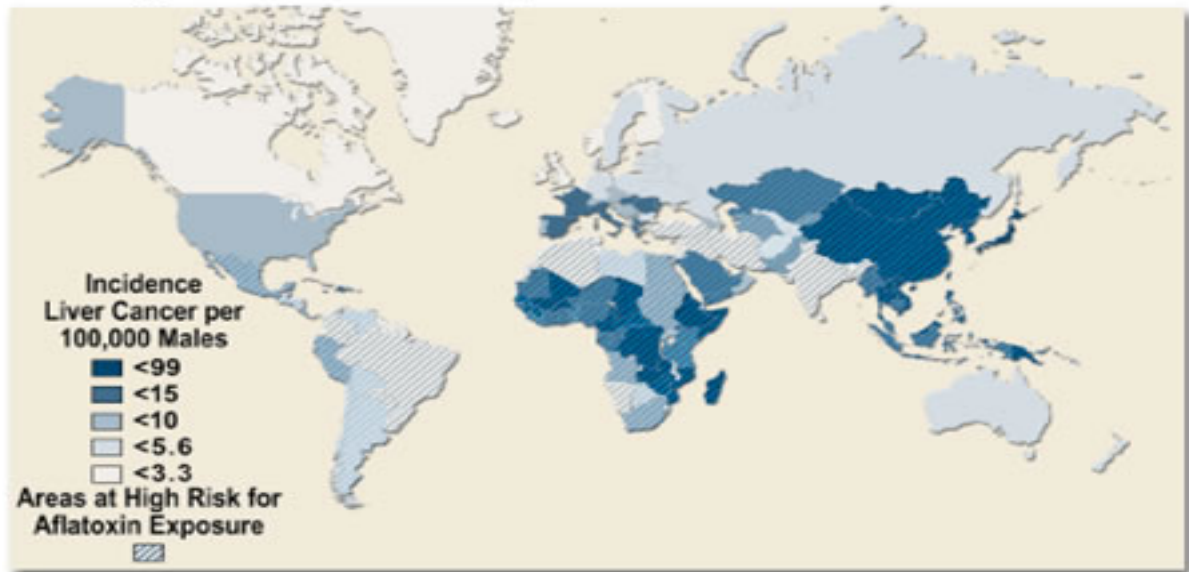 Incidence
Liver Cancer per
100,000 Males
<99
<15
<10
<5.6
<3.3
Areas at High Risk for
Aflatoxin Exposure